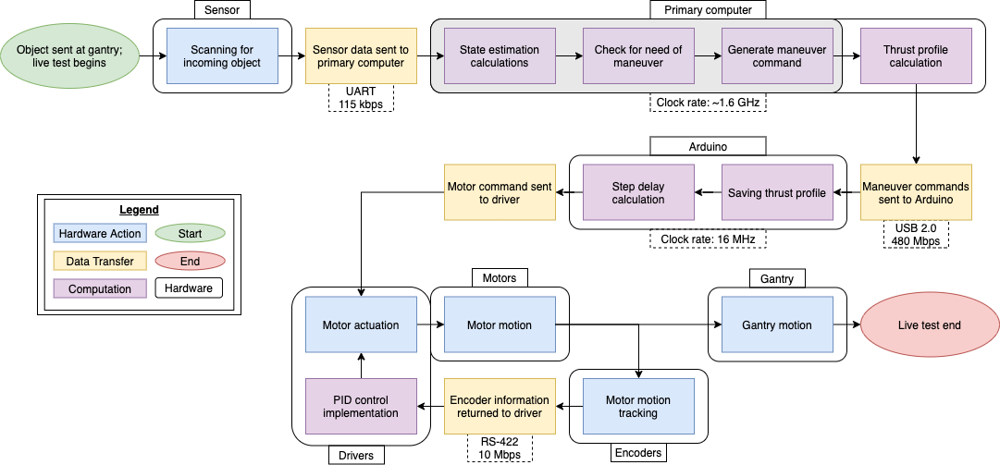 Sensor
Primary computer
Object sent at gantry;
live test begins
Scanning for
incoming object
Sensor data sent to
primary computer
State estimation
calculations
Check for need of
maneuver
Generate maneuver
command
Thrust profile
calculation
UART
115 kbps
Clock rate: ~1.6 GHz
Arduino
Motor command sent
to driver
Step delay
calculation
Saving thrust profile
Maneuver commands
sent to Arduino
Clock rate: 16 MHz
USB 2.0
480 Mbps
Legend
Hardware Action
Start
Data Transfer
End
Computation
Hardware
Motors
Gantry
Motor actuation
Motor motion
Gantry motion
Live test end
PID control
implementation
Encoder information
returned to driver
Motor motion
tracking
RS-422
10 Mbps
Drivers
Encoders